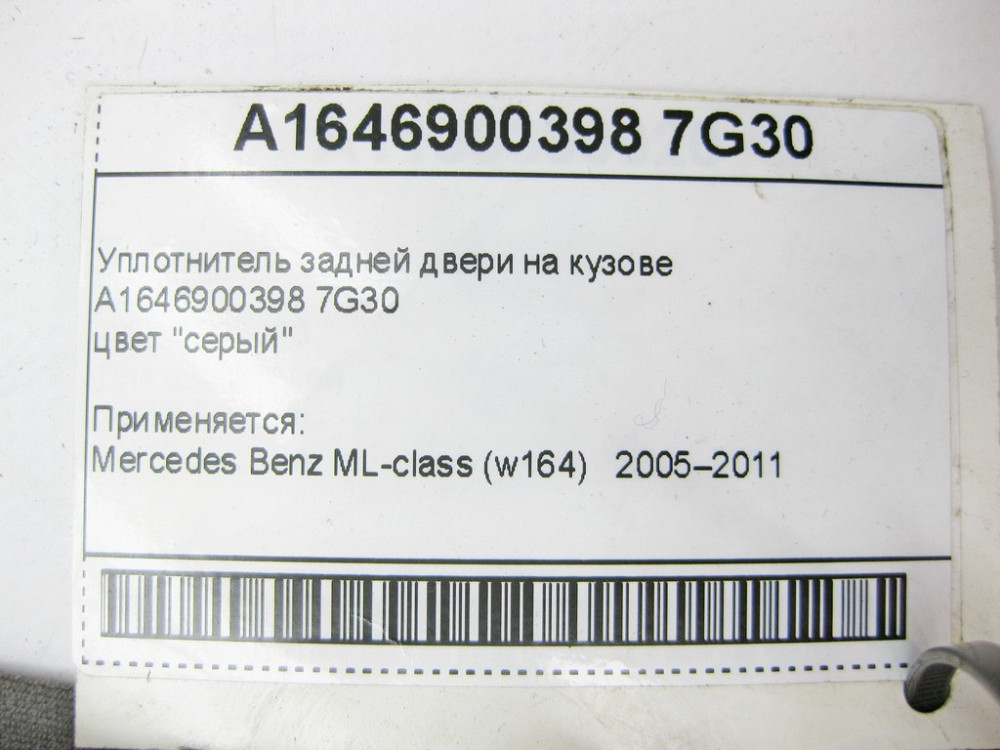 A1646900398 7G30
Уплотнитель задней двери на кузове
A1646900398 7G30
цвет "серый"
Применяется:
Mercedes Benz ML-class (w164) 2005–2011